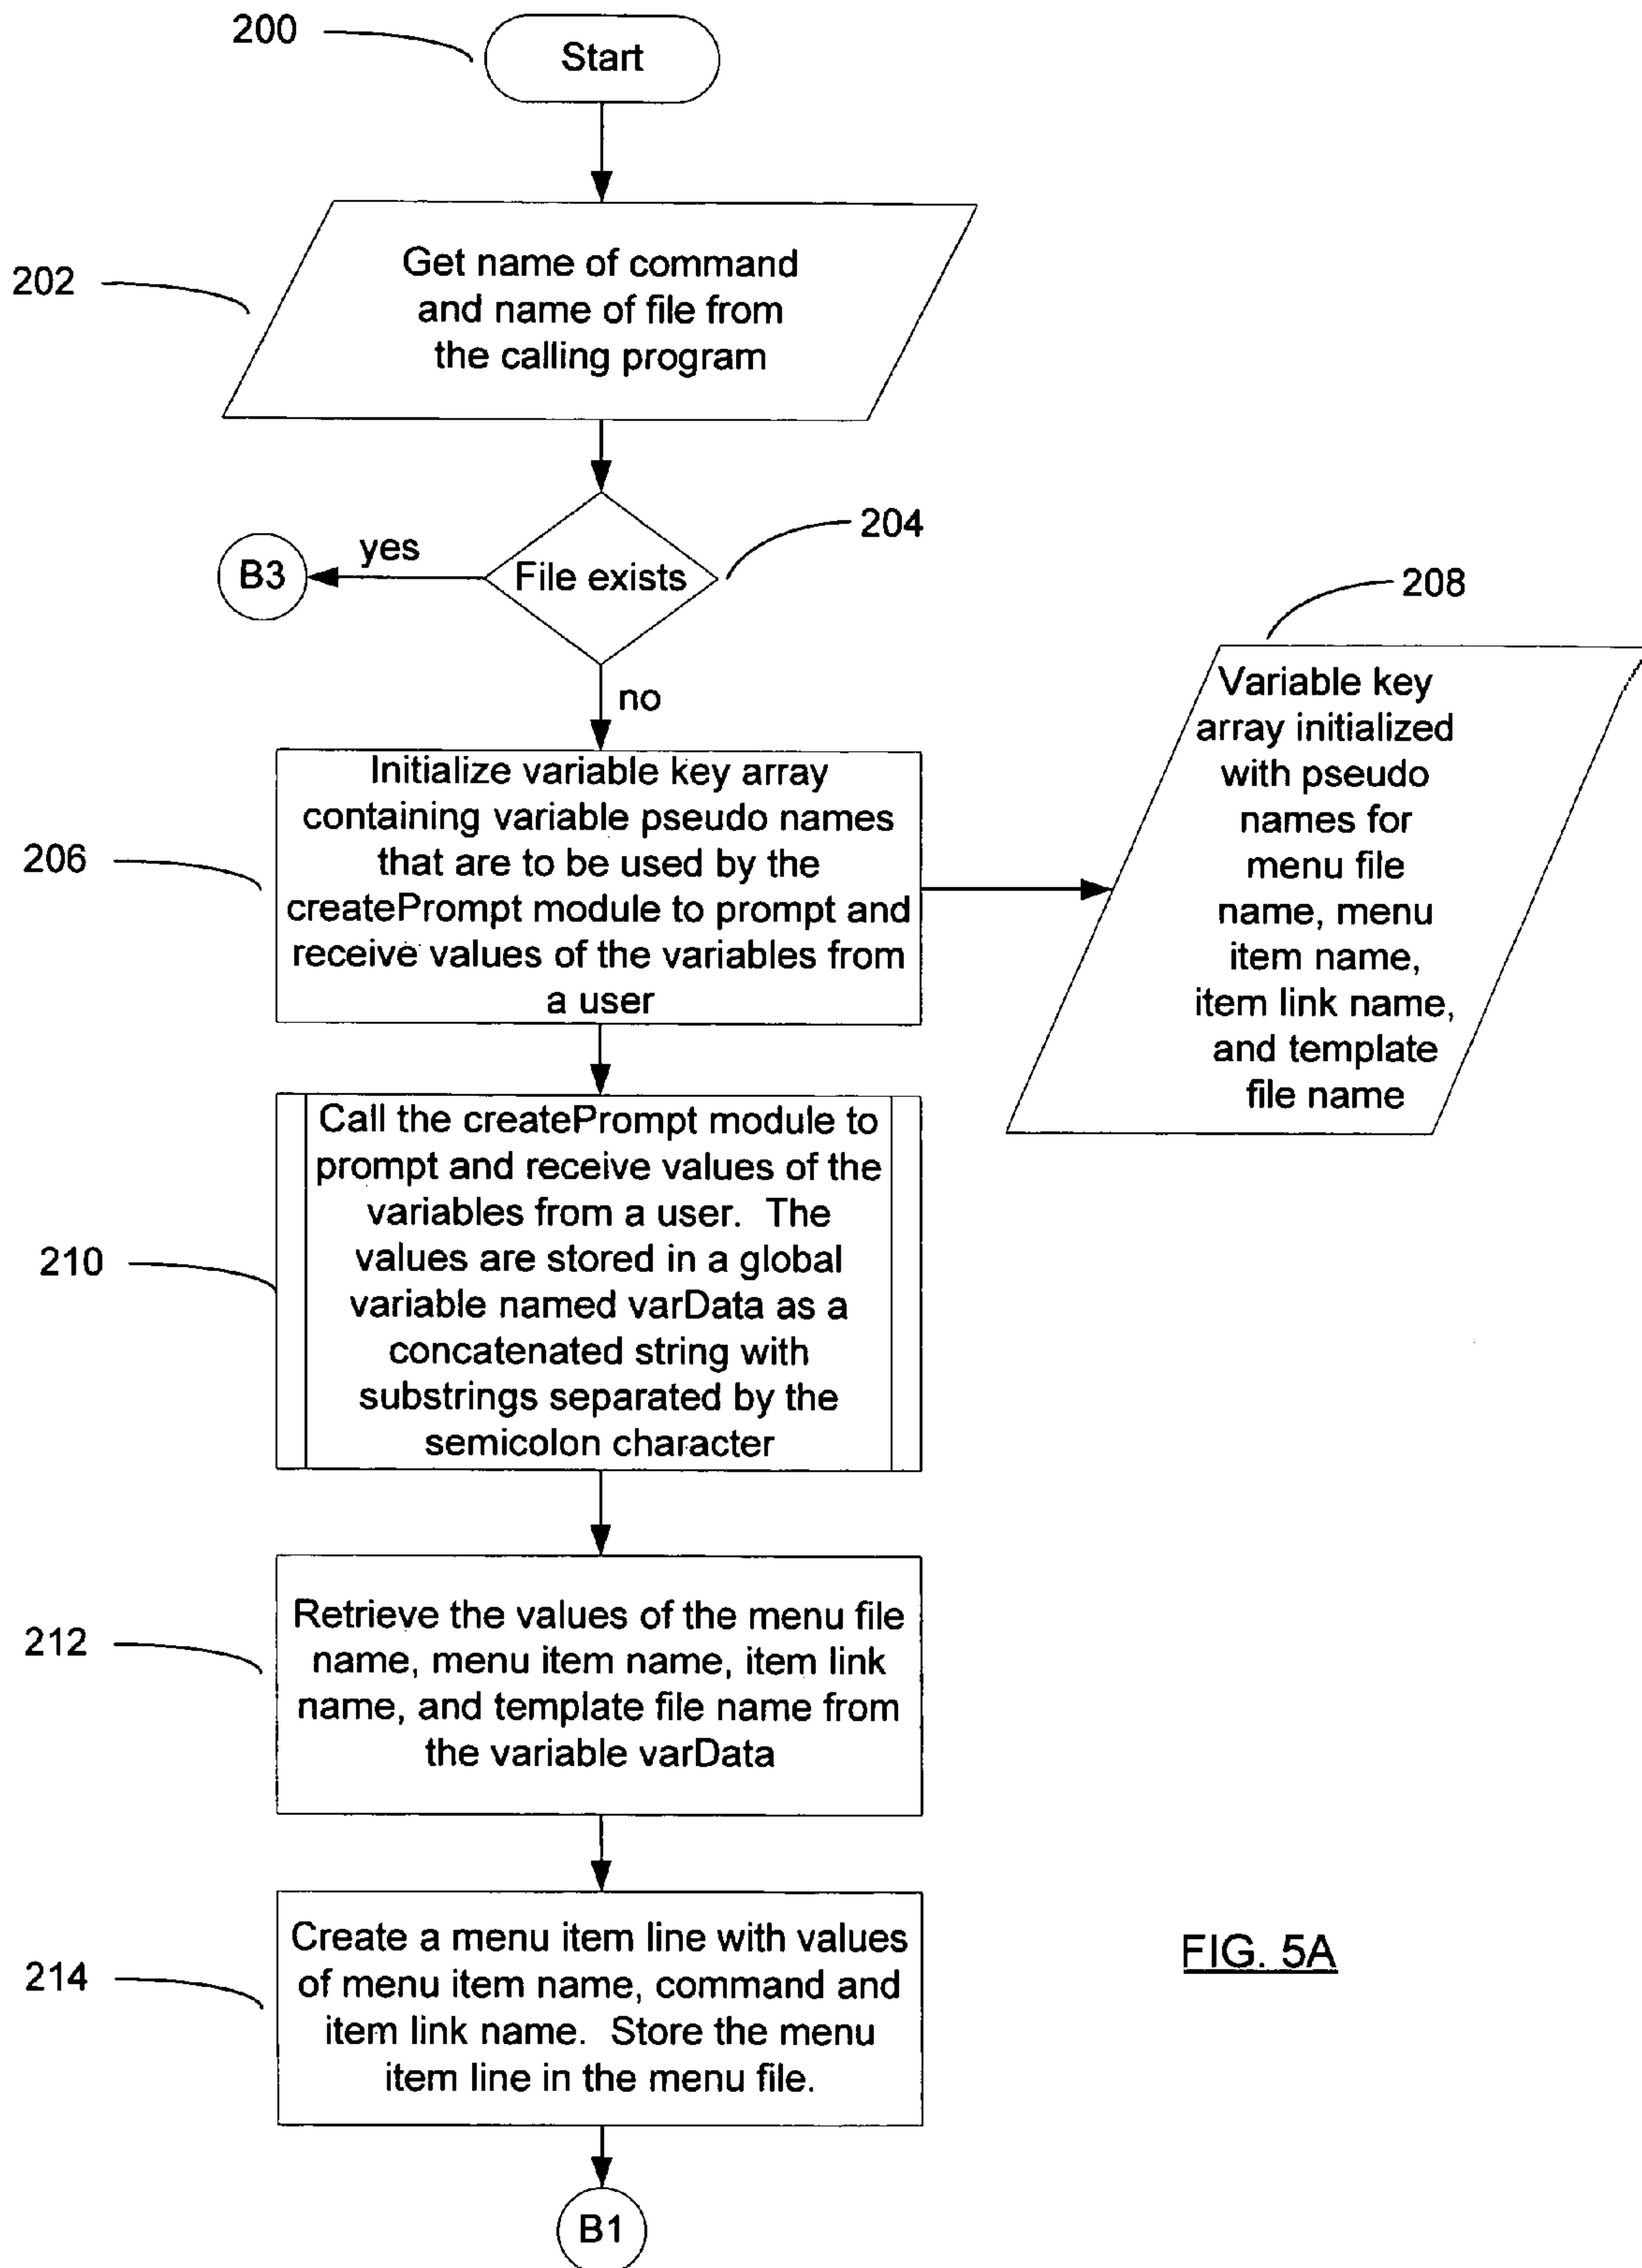 200
Start
202
Get name of command
and name of file from
the calling program
204
yes
B3
File exists
no
208
Variable key
array initialized
with pseudo
names for
menu file
name, menu
item name,
item link name,
and template
file name
206
Initialize variable key array
containing variable pseudo names
that are to be used by the
createPrompt module to prompt and
receive values of the variables from
a user
210
Call the createPrompt module to
prompt and receive values of the
variables from a user.  The
values are stored in a global
variable named varData as a
concatenated string with
substrings separated by the
semicolon character
212
Retrieve the values of the menu file
name, menu item name, item link
name, and template file name from
the variable varData
214
Create a menu item line with values
of menu item name, command and
item link name.  Store the menu
item line in the menu file.
FIG. 5A
B1